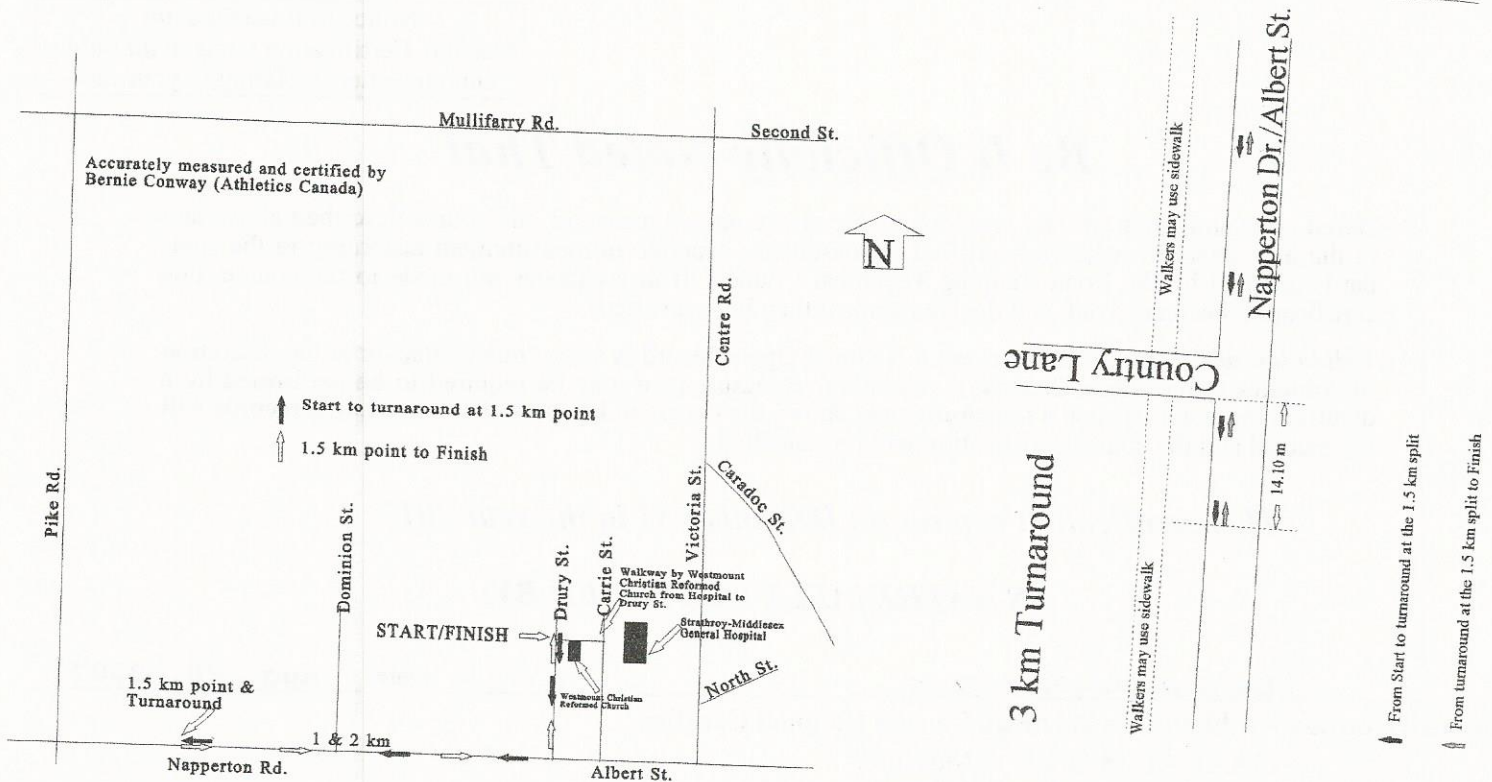 Mullifarry Rd.
Second St.
Accurately measured and certified by
Bernie Conway (Athletics Canada)
N
Centre Rd.
Start to turnaround at 1.5 km point
1.5 km point to Finish
Pike Rd.
Dominion St.
Drury St.
Carrie St.
Victoria St.
Caradoc St.
Walkway by Westmount
Christian Reformed
Church from Hospital to
Drury St.
START/FINISH
Strathroy-Middlesex
General Hospital
Westmount Christian
Reformed Church
North St.
1.5 km point &
Turnaround
1 & 2 km
Napperton Rd.
Albert St.
3 km Turnaround
Walkers may use sidewalk
Walkers may use sidewalk
Country Lane
Napperton Dr./Albert St.
14.10 m
From Start to turnaround at the 1.5 km split
From turnaround at the 1.5 km split to Finish